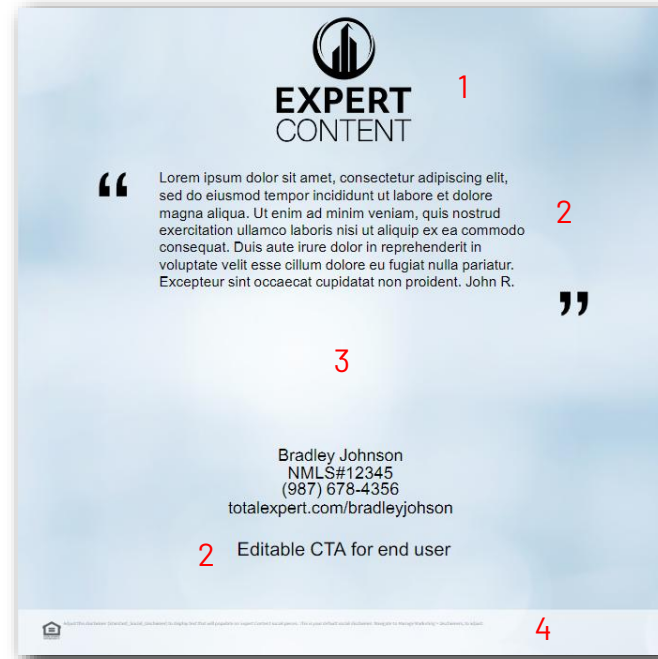 EXPERT
CONTENT
1
“
Lorem ipsum dolor sit amet, consectetur adipiscing elit,
sed do eiusmod tempor incididunt ut labore et dolore
magna aliqua. Ut enim ad minim veniam, quis nostrud
exercitation ullamco laboris nisi ut aliquip ex ea commodo
consequat. Duis aute irure dolor in reprehenderit in
voluptate velit esse cillum dolore eu fugiat nulla pariatur.
Excepteur sint occaecat cupidatat non proident. John R.
2
”
3
Bradley Johnson
NMLS#12345
(987) 678-4356
totalexpert.com/bradleyjohson
2 Editable CTA for end user
4